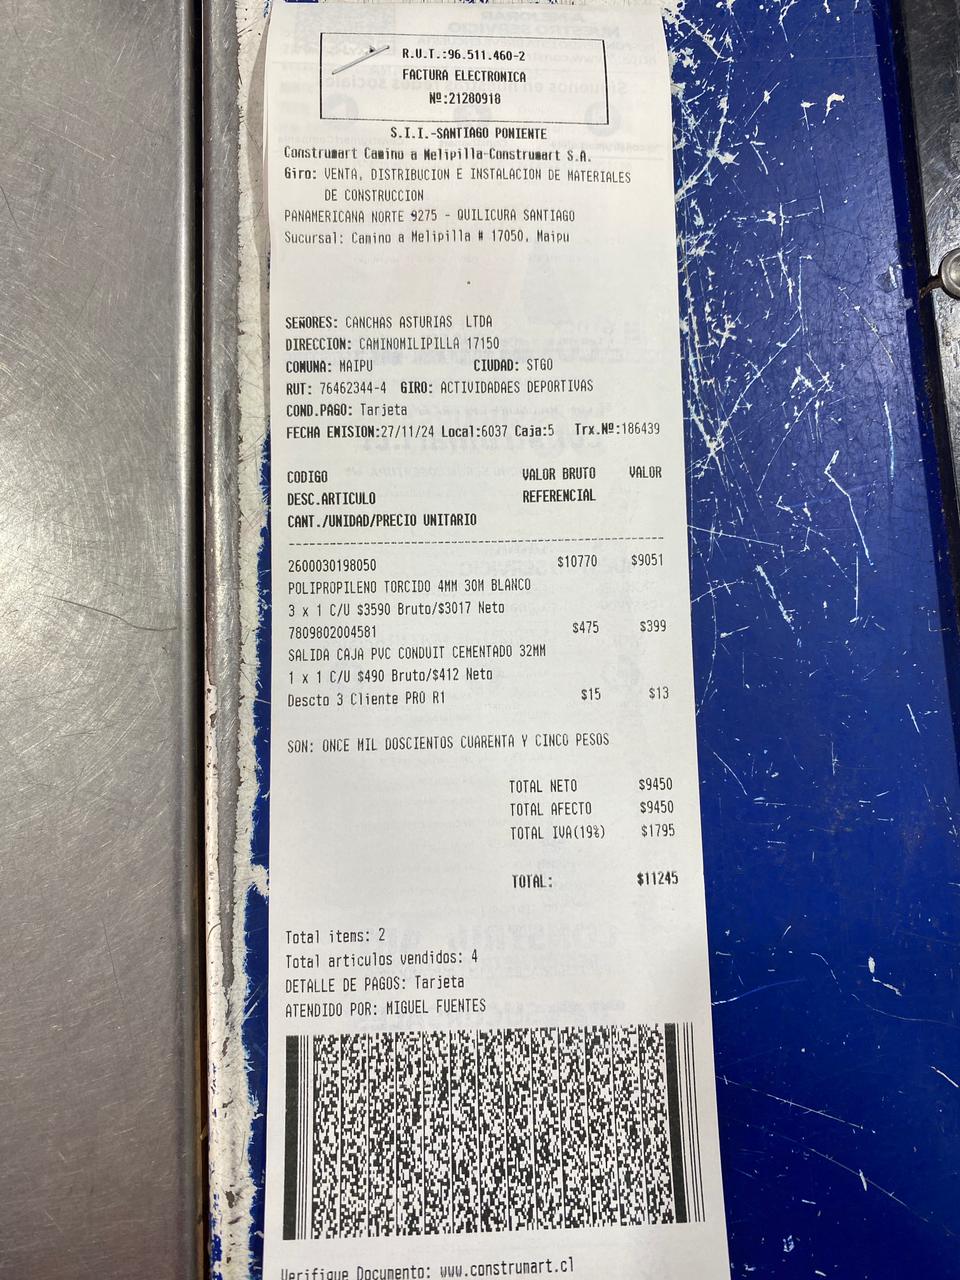 R.U.T.:96.511.460-2
FACTURA ELECTRONICA
Nº:21280918
S.I.I.-SANTIAGO PONIENTE
Construmart Camino a Melipilla-Construmart S.A.
Giro: VENTA, DISTRIBUCION E INSTALACION DE MATERIALES
DE CONSTRUCCION
PANAMERICANA NORTE 9275 - QUILICURA SANTIAGO
Sucursal: Camino a Melipilla # 17050, Maipu
SEÑORES: CANCHAS ASTURIAS LTDA
DIRECCION: CAMINOMILIPILLA 17150
COMUNA: MAIPU CIUDAD: STGO
RUT: 76462344-4 GIRO: ACTIVIDADAES DEPORTIVAS
COND.PAGO: Tarjeta
FECHA EMISION:27/11/24 Local:6037 Caja:5 Trx.Nº:186439
CODIGO VALOR BRUTO VALOR
DESC.ARTICULO REFERENCIAL
CANT./UNIDAD/PRECIO UNITARIO
2600030198050 $10770 $9051
POLIPROPILENO TORCIDO 4MM 30M BLANCO
3 x 1 C/U $3590 Bruto/$3017 Neto
7809802004581 $475 $399
SALIDA CAJA PVC CONDUIT CEMENTADO 32MM
1 x 1 C/U $490 Bruto/$412 Neto
Descto 3 Cliente PRO R1 $15 $13
SON: ONCE MIL DOSCIENTOS CUARENTA Y CINCO PESOS
TOTAL NETO $9450
TOTAL AFECTO $9450
TOTAL IVA(19%) $1795
TOTAL: $11245
Total items: 2
Total articulos vendidos: 4
DETALLE DE PAGOS: Tarjeta
ATENDIDO POR: MIGUEL FUENTES
Verifique Documento: www.construmart.cl